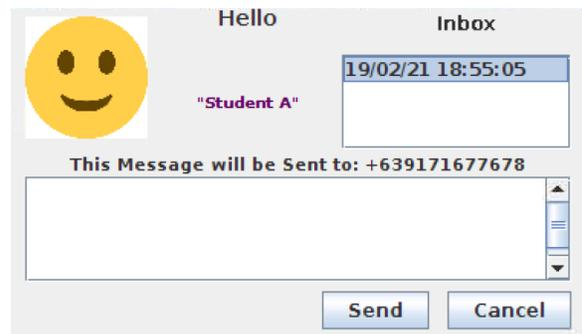 Hello
Inbox
19/02/21 18:55:05
"Student A"
This Message will be Sent to: +639171677678
Send
Cancel